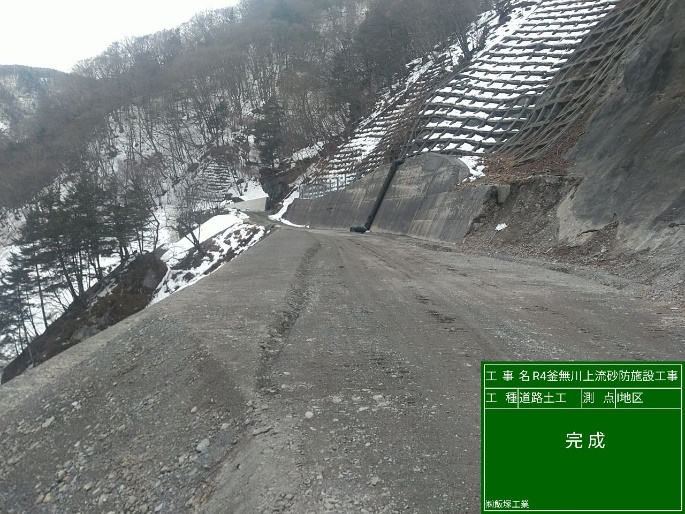 工 事 名 R4釜無川上流砂防施設工事
工 種 道路土工 測 点 I地区
完成
㈱飯塚工業